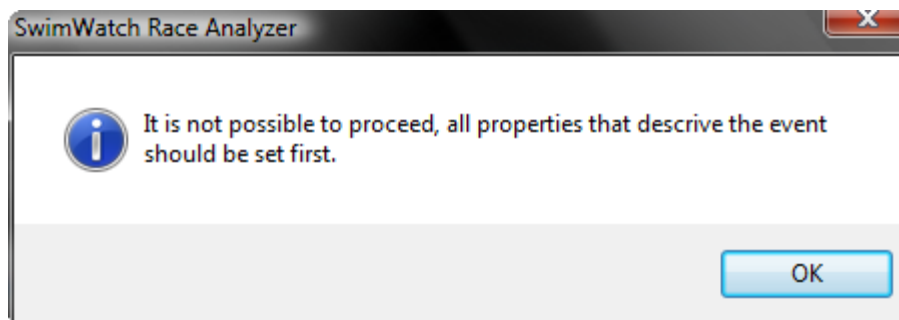 SwimWatch Race Analyzer
It is not possible to proceed, all properties that descrive the event
should be set first.
OK